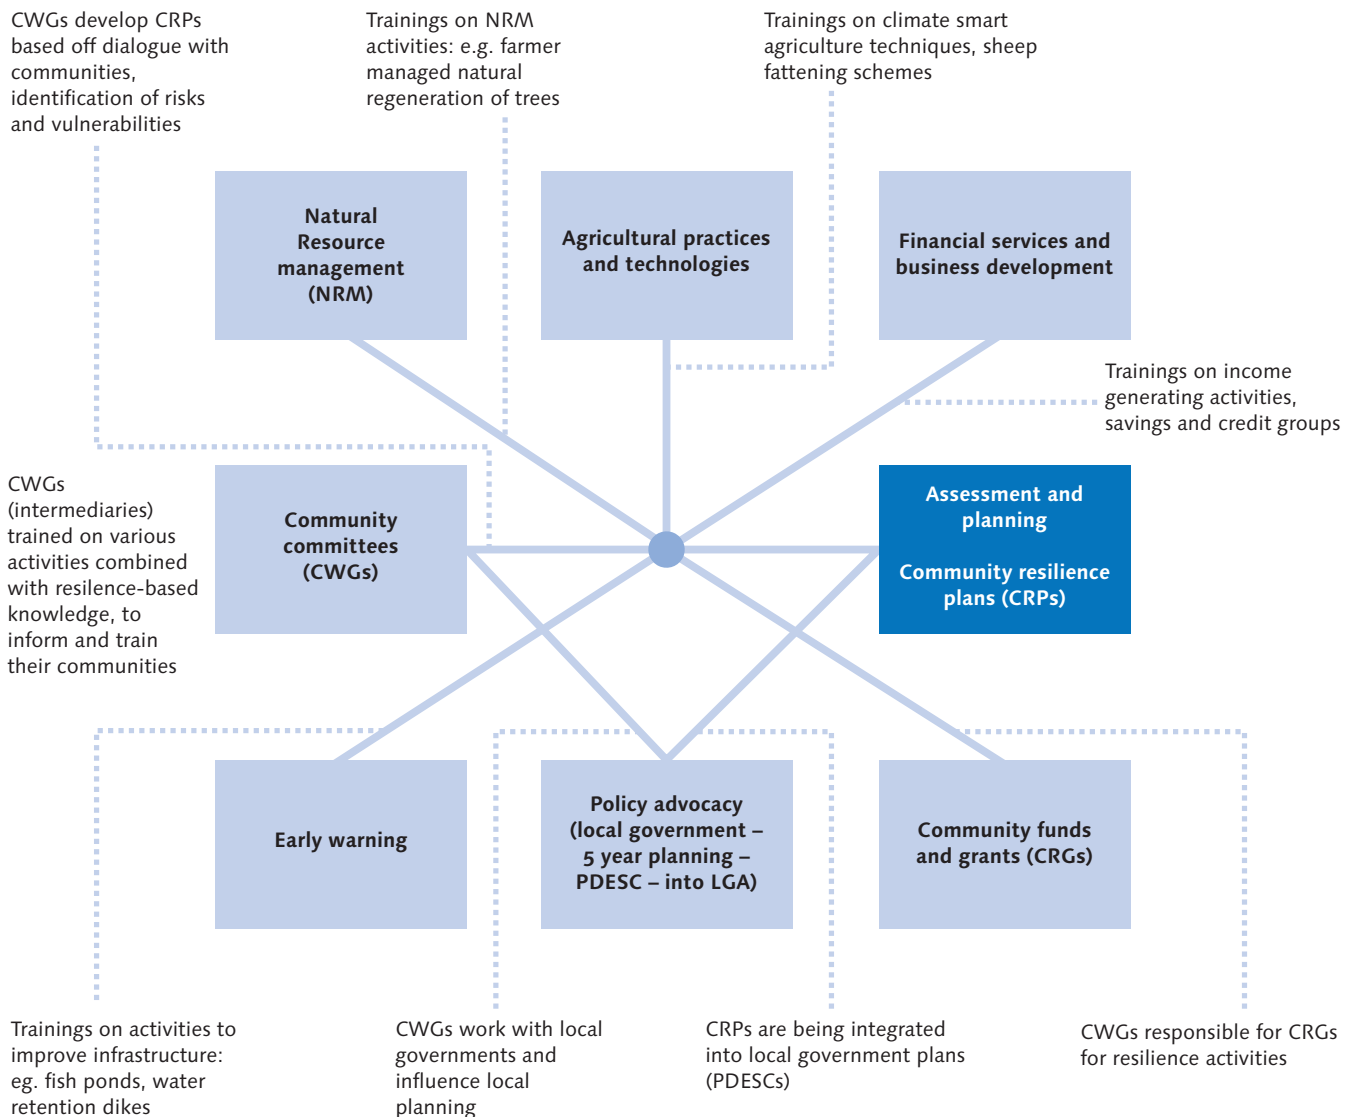 CWGs develop CRPs
based off dialogue with
communities,
identification of risks
and vulnerabilities
Trainings on NRM
activities: e.g. farmer
managed natural
regeneration of trees
Trainings on climate smart
agriculture techniques, sheep
fattening schemes
Natural
Resource
management
(NRM)
Agricultural practices
and technologies
Financial services and
business development
Trainings on income
generating activities,
savings and credit groups
CWGs
(intermediaries)
trained on various
activities combined
with resilence-based
knowledge, to
inform and train
their communities
Community
committees
(CWGs)
Assessment and
planning
Community resilience
plans (CRPs)
Early warning
Policy advocacy
(local government –
5 year planning –
PDESC – into LGA)
Community funds
and grants (CRGs)
Trainings on activities to
improve infrastructure:
eg. fish ponds, water
retention dikes
CWGs work with local
governments and
influence local
planning
CRPs are being integrated
into local government plans
(PDESCs)
CWGs responsible for CRGs
for resilience activities